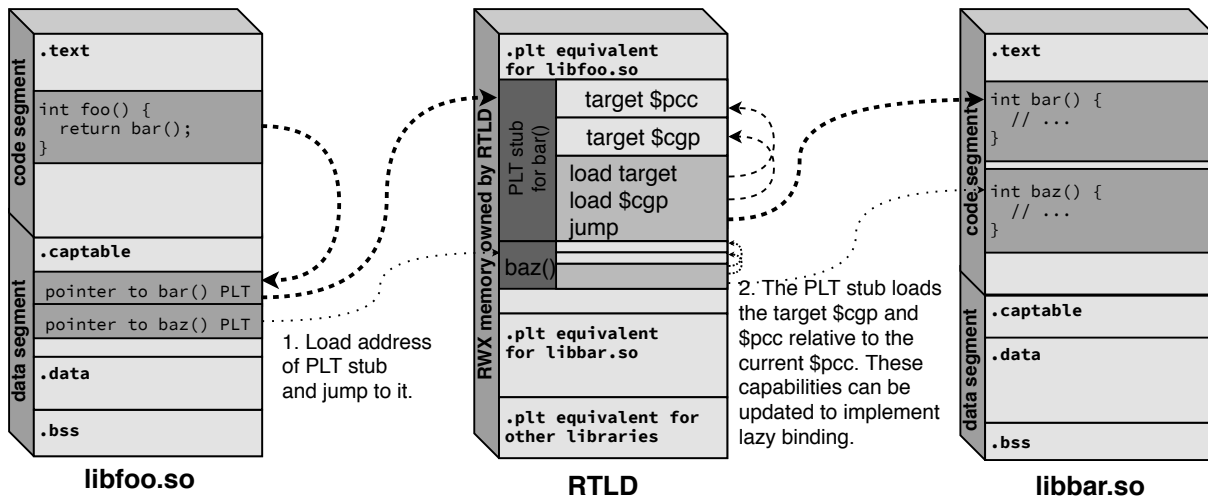 code segment
data segment
.text
int foo() {
return bar();
}
.captable
pointer to bar() PLT
pointer to baz() PLT
.data
.bss
libfoo.so
1. Load address
of PLT stub
and jump to it.
RWX memory owned by RTLD
.plt equivalent
for libfoo.so
PLT stub
for bar()
target $pcc
target $cgp
load target
load $cgp
jump
baz()
.plt equivalent
for libbar.so
.plt equivalent for
other libraries
RTLD
2. The PLT stub loads
the target $cgp and
$pcc relative to the
current $pcc. These
capabilities can be
updated to implement
lazy binding.
code segment
data segment
.text
int bar() {
// ...
}
int baz() {
// ...
}
.captable
.data
.bss
libbar.so